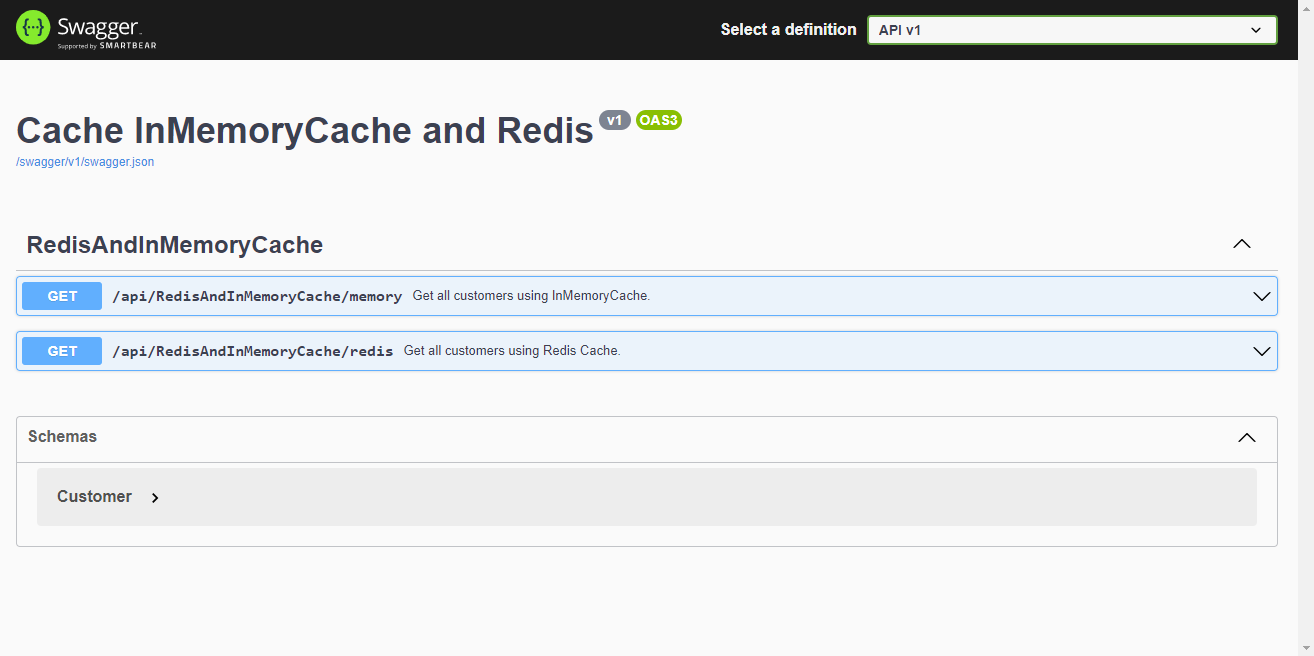 {···} Swagger.
Supported by SMARTBEAR
Select a definition
API v1
Cache InMemoryCache and Redis v1 OAS3
/swagger/v1/swagger.json
RedisAndInMemoryCache
GET /api/RedisAndInMemoryCache/memory Get all customers using InMemoryCache.
GET /api/RedisAndInMemoryCache/redis Get all customers using Redis Cache.
Schemas
Customer